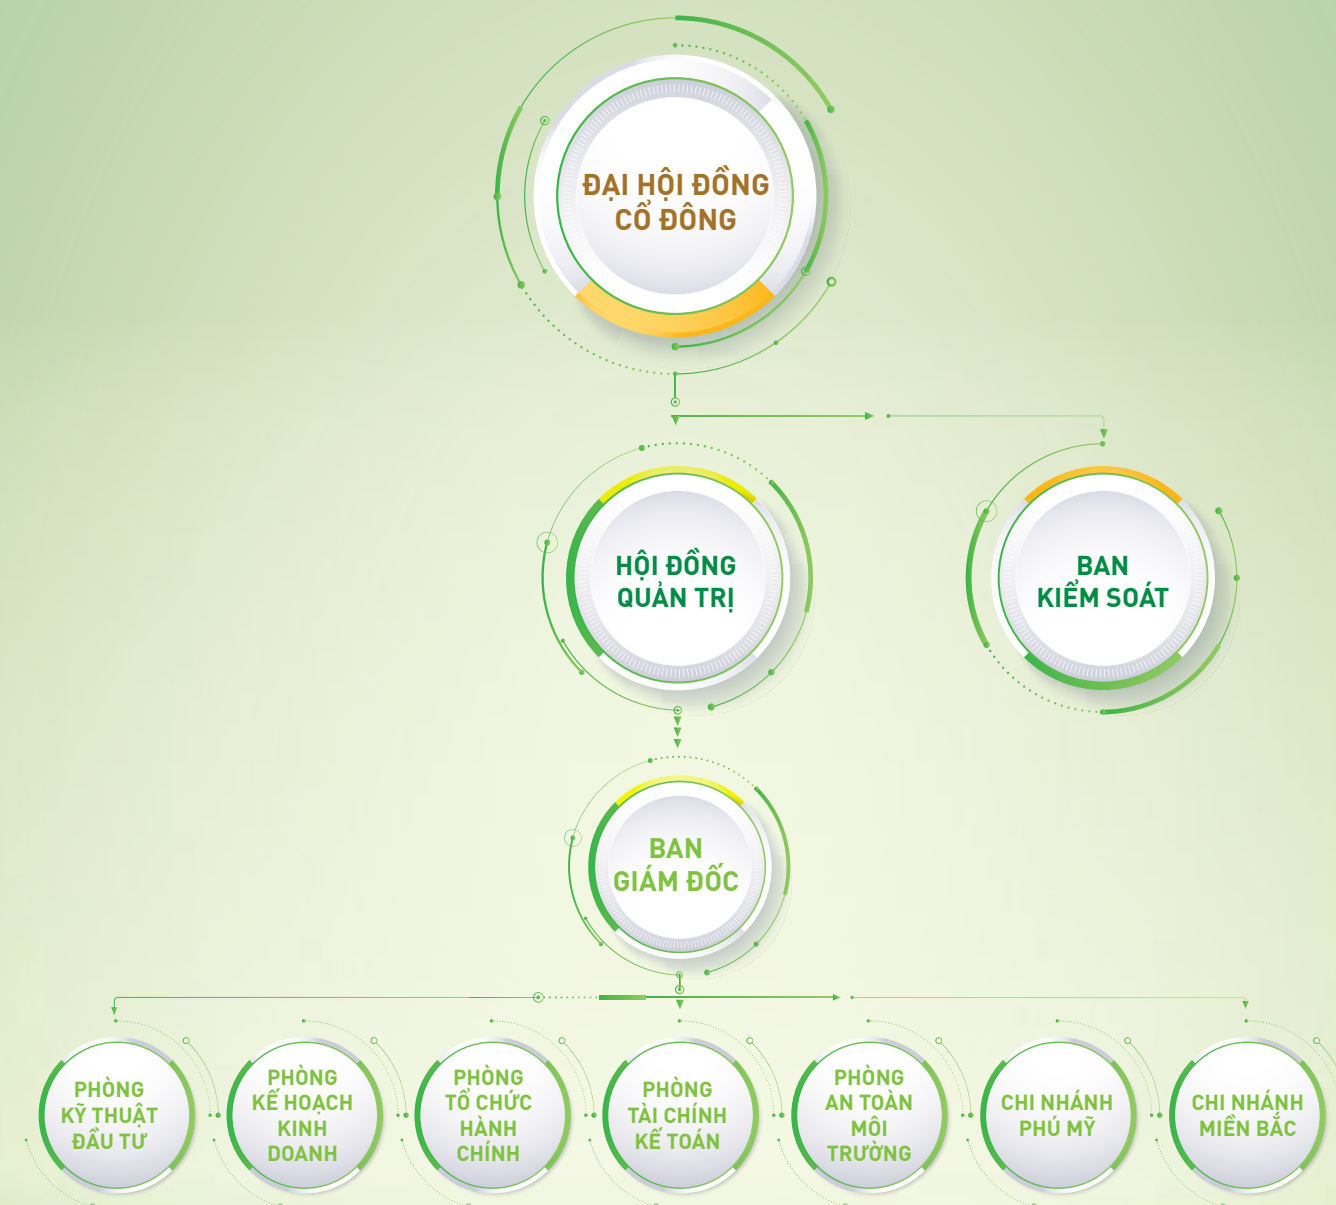 ĐẠI HỘI ĐỒNG
CỔ ĐÔNG
HỘI ĐỒNG
QUẢN TRỊ
BAN
KIỂM SOÁT
BAN
GIÁM ĐỐC
PHÒNG
KỸ THUẬT
ĐẦU TƯ
PHÒNG
KẾ HOẠCH
KINH
DOANH
PHÒNG
TỔ CHỨC
HÀNH
CHÍNH
PHÒNG
TÀI CHÍNH
KẾ TOÁN
PHÒNG
AN TOÀN
MÔI
TRƯỜNG
CHI NHÁNH
PHÚ MỸ
CHI NHÁNH
MIỀN BẮC